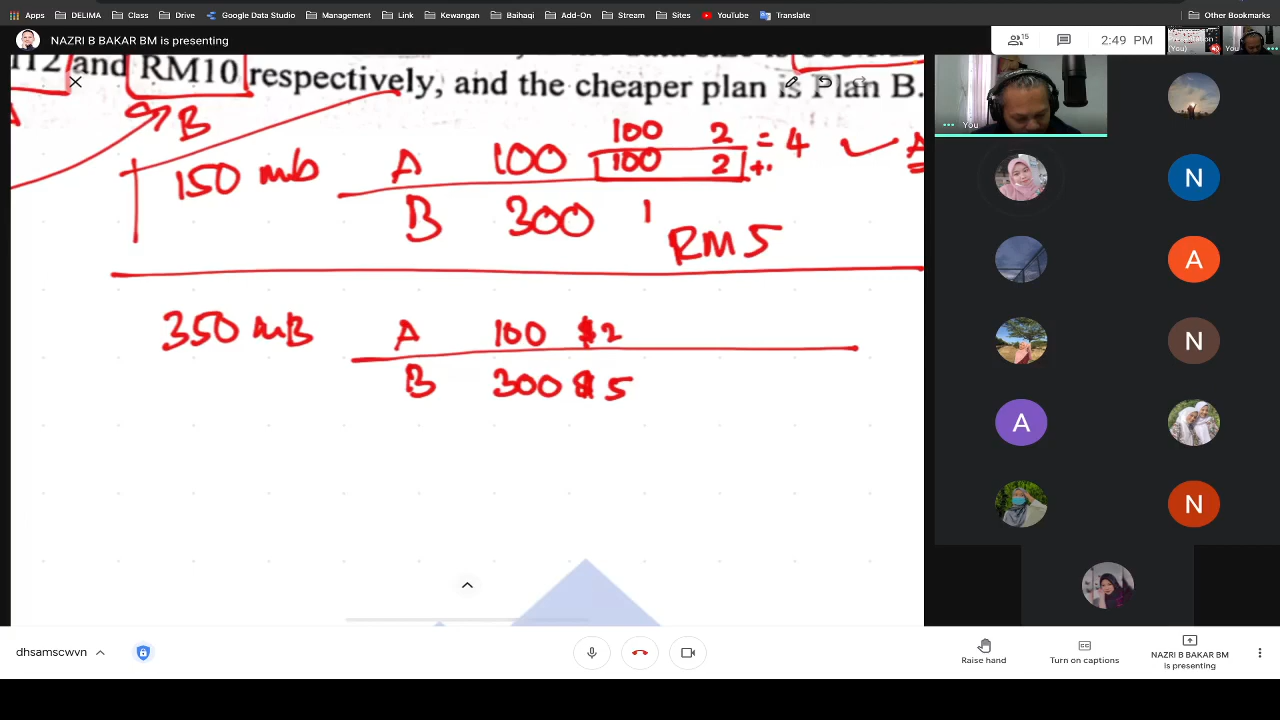 Apps DELIMA Class Drive Google Data Studio Management Link Kewangan Baihaqi Add-On Stream Sites YouTube Translate Other Bookmarks
NAZRI B BAKAR BM is presenting
15
2:49 PM
and RM10 respectively, and the cheaper plan is Plan B.
B
100 2 = 4
150 mb A 100 100 2 +
B 300 1
RM 5
350 mB A 100 $2
B 300 $ 5
You
N
A
N
A
N
dhsamscwvn
Raise hand
Turn on captions
NAZRI B BAKAR BM
is presenting